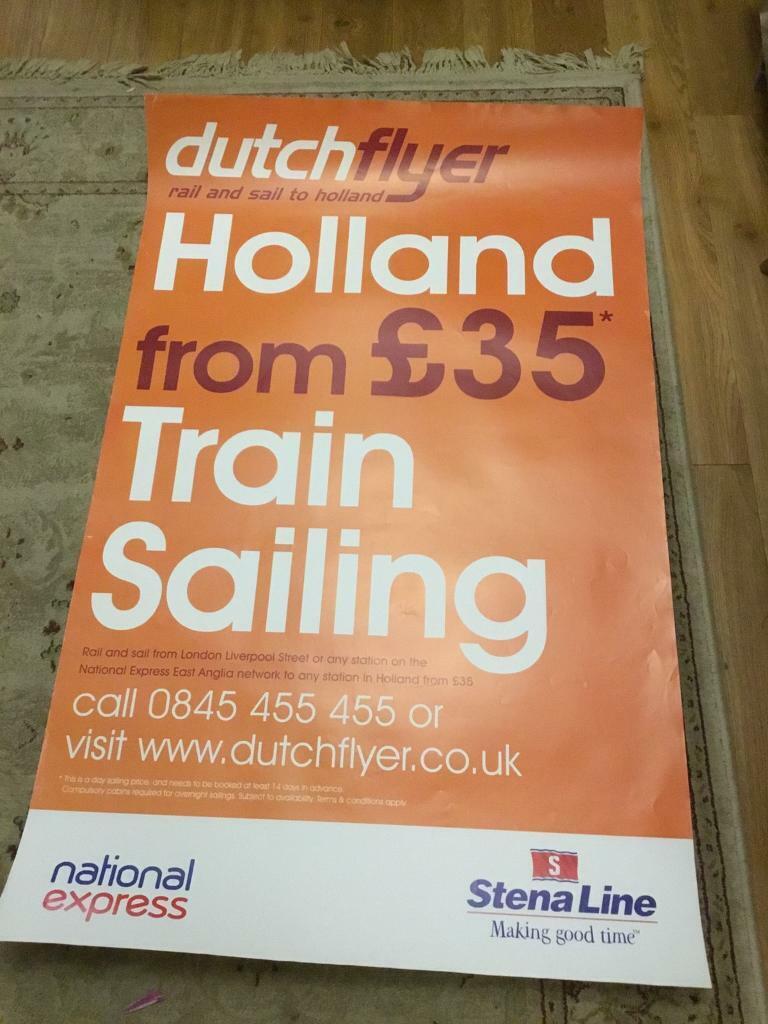 dutchflyer
rail and sail to holland
Holland
from £35*
Train
Sailing
Rail and sail from London Liverpool Street or any station on the
National Express East Anglia network to any station in Holland from £35
call 0845 455 455 or
visit www.dutchflyer.co.uk
* This is a day sailing price, and needs to be booked at least 14 days in advance.
Compulsory cabins required for overnight sailings. Subject to availability. Terms & conditions apply
national
express
S
Stena Line
Making good time™